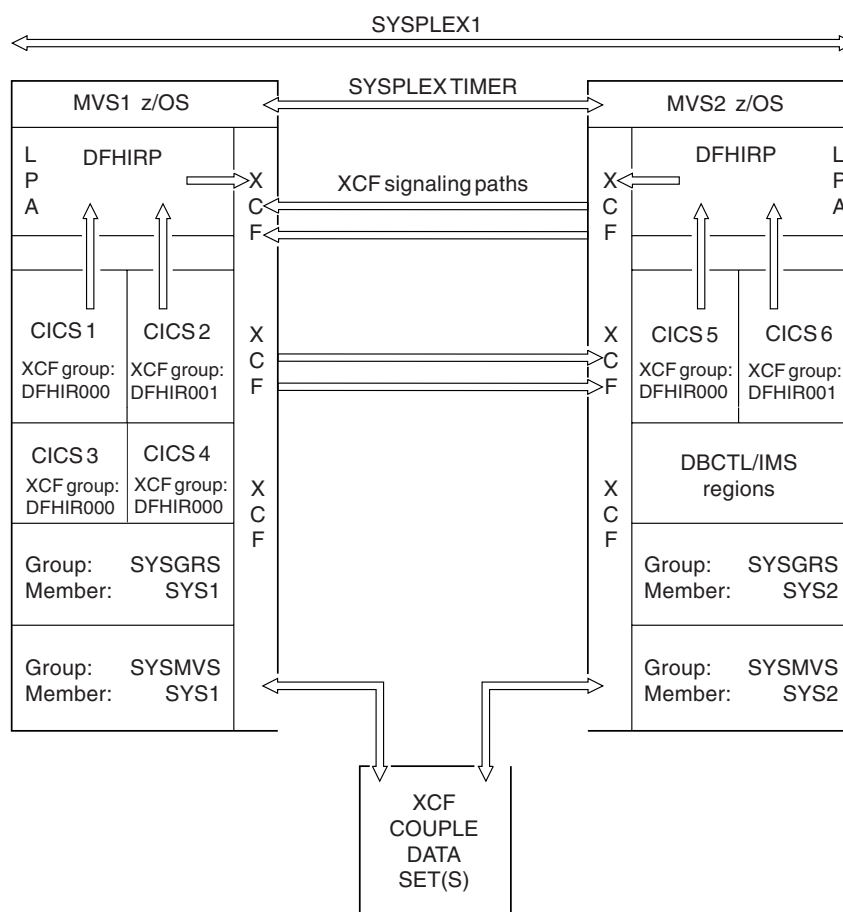 SYSPLEX1
MVS1 z/OS
SYSPLEX TIMER
MVS2 z/OS
L
P
A
DFHIRP
X
C
F
XCF signaling paths
X
C
F
DFHIRP
L
P
A
CICS 1
XCF group:
DFHIR000
CICS 2
XCF group:
DFHIR001
X
C
F
X
C
F
CICS 5
XCF group:
DFHIR000
CICS 6
XCF group:
DFHIR001
CICS 3
XCF group:
DFHIR000
CICS 4
XCF group:
DFHIR000
X
C
F
X
C
F
DBCTL/IMS
regions
Group: SYSGRS
Member: SYS1
Group: SYSGRS
Member: SYS2
Group: SYSMVS
Member: SYS1
Group: SYSMVS
Member: SYS2
XCF
COUPLE
DATA
SET(S)